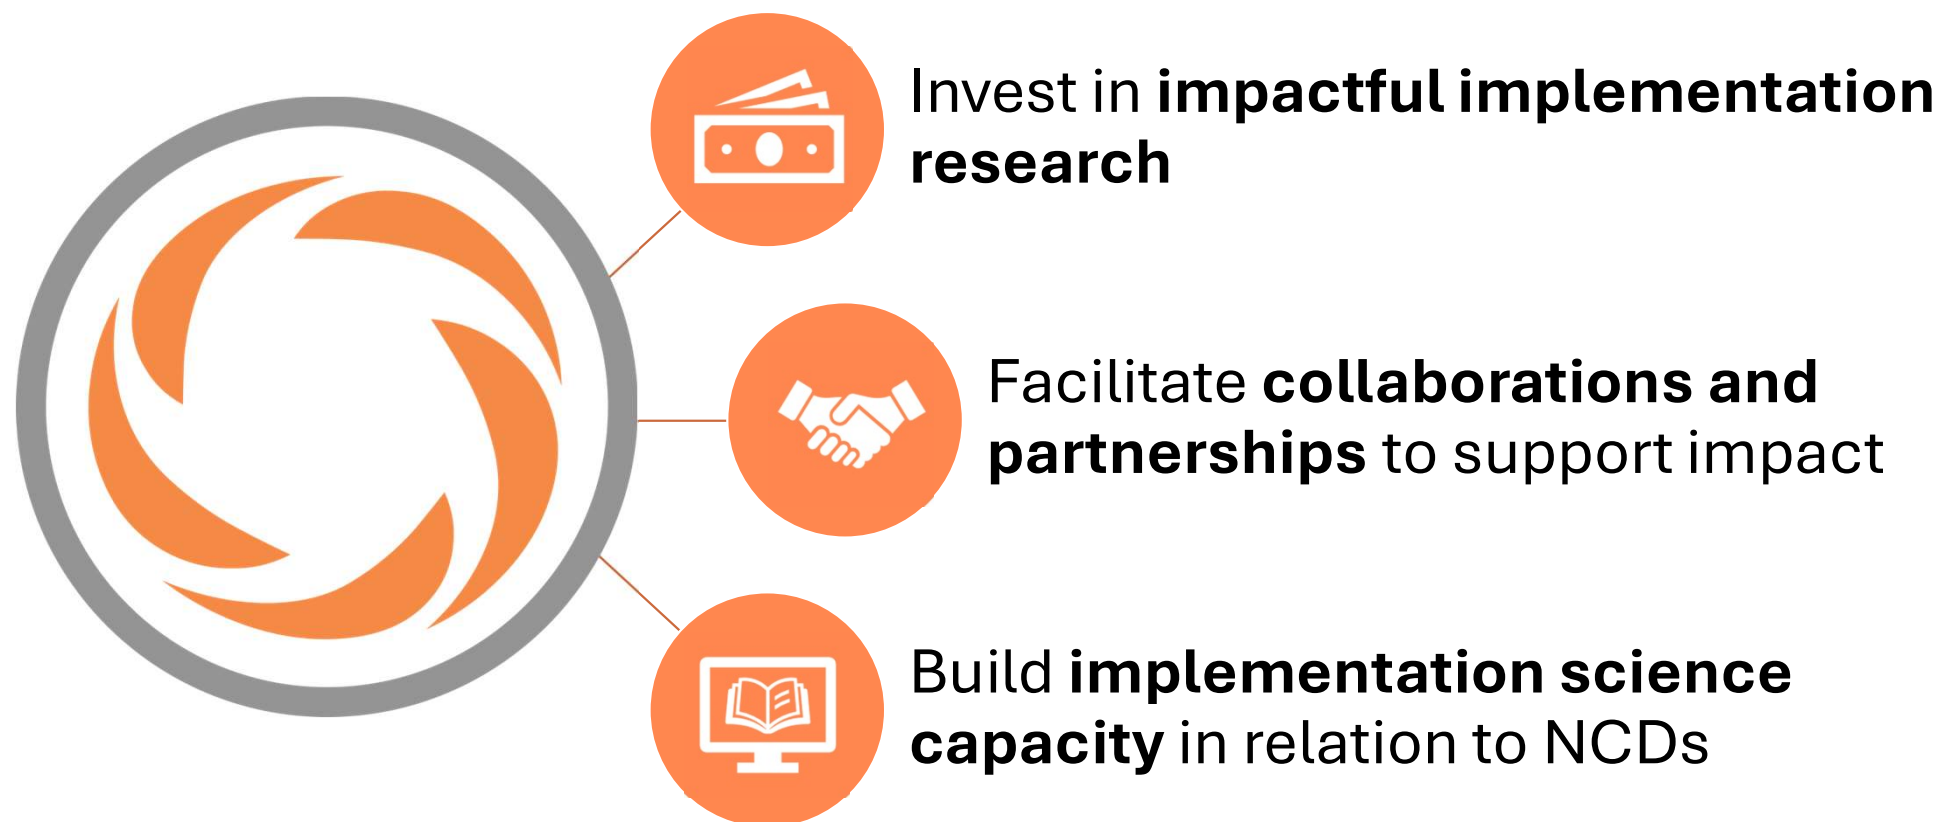 Invest in impactful implementation
research
Facilitate collaborations and
partnerships to support impact
Build implementation science
capacity in relation to NCDs